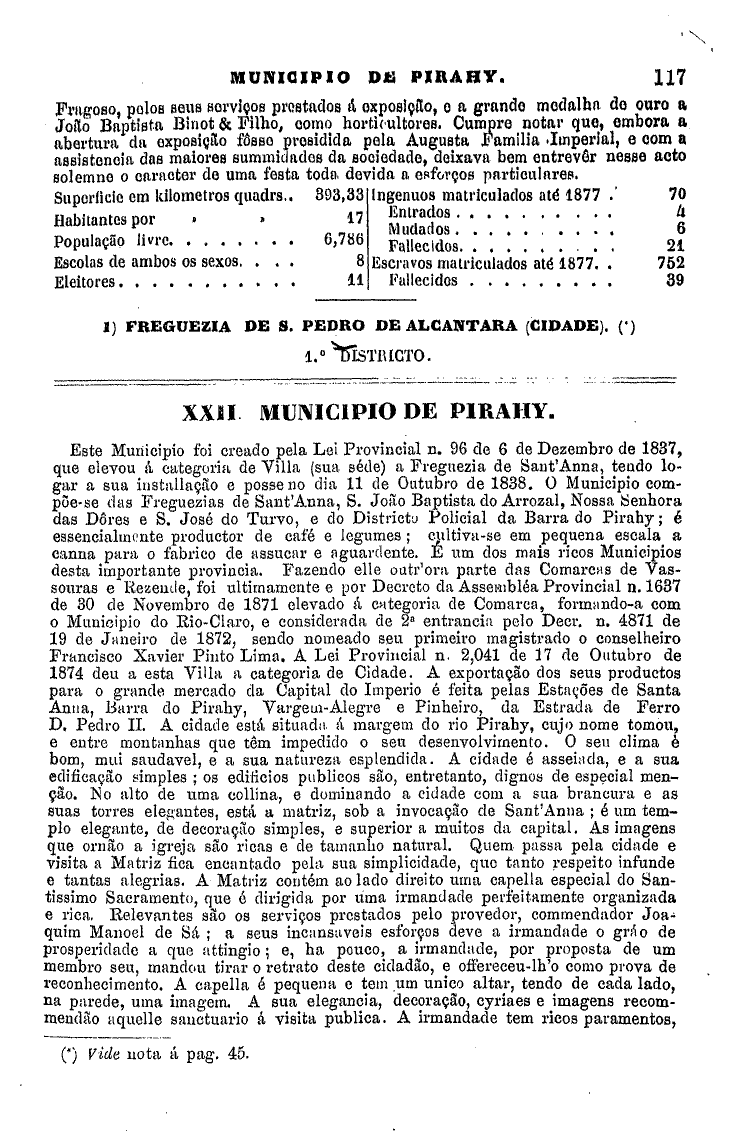 MUNICIPIO DE PIRAHY. 117
Fragoso, pelos seus serviços prestados á exposição, e a grande medalha de ouro a
João Baptista Binot & Filho, como horticultores. Cumpre notar que, embora a
abertura da exposição fôsse presidida pela Augusta Familia Imperial, e com a
assistencia das maiores summidades da sociedade, deixava bem entrevêr nesse acto
solemne o caracter de uma festa toda devida a esforços particulares.
Superficie em kilometros quadrs.. 393,33
Habitantes por » » 17
População livre. . . . . . . . 6,786
Escolas de ambos os sexos. . . . 8
Eleitores. . . . . . . . . . . . 11
Ingenuos matriculados até 1877 . 70
Entrados . . . . . . . . . . 4
Mudados . . . . . . . . . . 6
Fallecidos. . . . . . . . . . 21
Escravos matriculados até 1877. . 752
Fallecidos . . . . . . . . . 39
1) FREGUEZIA DE S. PEDRO DE ALCANTARA (CIDADE). (*)
1.º DISTRICTO.
XXII. MUNICIPIO DE PIRAHY.
Este Municipio foi creado pela Lei Provincial n. 96 de 6 de Dezembro de 1837,
que elevou á categoria de Villa (sua séde) a Freguezia de Sant'Anna, tendo lo-
gar a sua installação e posse no dia 11 de Outubro de 1838. O Municipio com-
põe-se das Freguezias de Sant'Anna, S. João Baptista do Arrozal, Nossa Senhora
das Dôres e S. José do Turvo, e do Districto Policial da Barra do Pirahy; é
essencialmente productor de café e legumes; cultiva-se em pequena escala a
canna para o fabrico de assucar e aguardente. É um dos mais ricos Municipios
desta importante provincia. Fazendo elle outr'ora parte das Comarcas de Vas-
souras e Rezende, foi ultimamente e por Decreto da Assembléa Provincial n. 1637
de 30 de Novembro de 1871 elevado á categoria de Comarca, formando-a com
o Municipio do Rio-Claro, e considerada de 2ª entrancia pelo Decr. n. 4871 de
19 de Janeiro de 1872, sendo nomeado seu primeiro magistrado o conselheiro
Francisco Xavier Pinto Lima. A Lei Provincial n. 2,041 de 17 de Outubro de
1874 deu a esta Villa a categoria de Cidade. A exportação dos seus productos
para o grande mercado da Capital do Imperio é feita pelas Estações de Santa
Anna, Barra do Pirahy, Vargem-Alegre e Pinheiro, da Estrada de Ferro
D. Pedro II. A cidade está situada á margem do rio Pirahy, cujo nome tomou,
e entre montanhas que têm impedido o seu desenvolvimento. O seu clima é
bom, mui saudavel, e a sua natureza esplendida. A cidade é asseiada, e a sua
edificação simples; os edificios publicos são, entretanto, dignos de especial men-
ção. No alto de uma collina, e dominando a cidade com a sua brancura e as
suas torres elegantes, está a matriz, sob a invocação de Sant'Anna; é um tem-
plo elegante, de decoração simples, e superior a muitos da capital. As imagens
que ornão a igreja são ricas e de tamanho natural. Quem passa pela cidade e
visita a Matriz fica encantado pela sua simplicidade, que tanto respeito infunde
e tantas alegrias. A Matriz contém ao lado direito uma capella especial do San-
tissimo Sacramento, que é dirigida por uma irmandade perfeitamente organizada
e rica. Relevantes são os serviços prestados pelo provedor, commendador Joa-
quim Manoel de Sá; a seus incansaveis esforços deve a irmandade o gráo de
prosperidade a que attingio; e, ha pouco, a irmandade, por proposta de um
membro seu, mandou tirar o retrato deste cidadão, e offereceu-lh'o como prova de
reconhecimento. A capella é pequena e tem um unico altar, tendo de cada lado,
na parede, uma imagem. A sua elegancia, decoração, cyriaes e imagens recom-
mendão aquelle sanctuario á visita publica. A irmandade tem ricos paramentos,
(*) Vide nota á pag. 45.